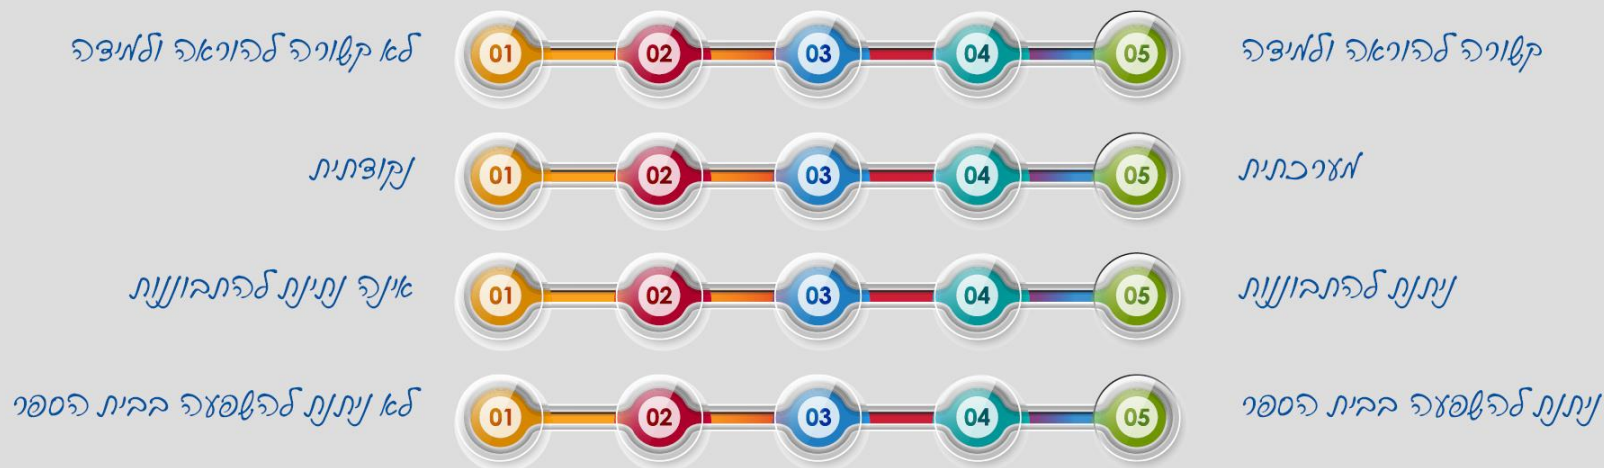 קשורה להוראה ולמידה 05 04 03 02 01 לא קשורה להוראה ולמידה
מערכתית 05 04 03 02 01 נקודתית
ניתנת להתבוננות 05 04 03 02 01 אינה נתינת להתבוננות
ניתנת להשפעה בבית הספר 05 04 03 02 01 לא ניתנת להשפעה בבית הספר